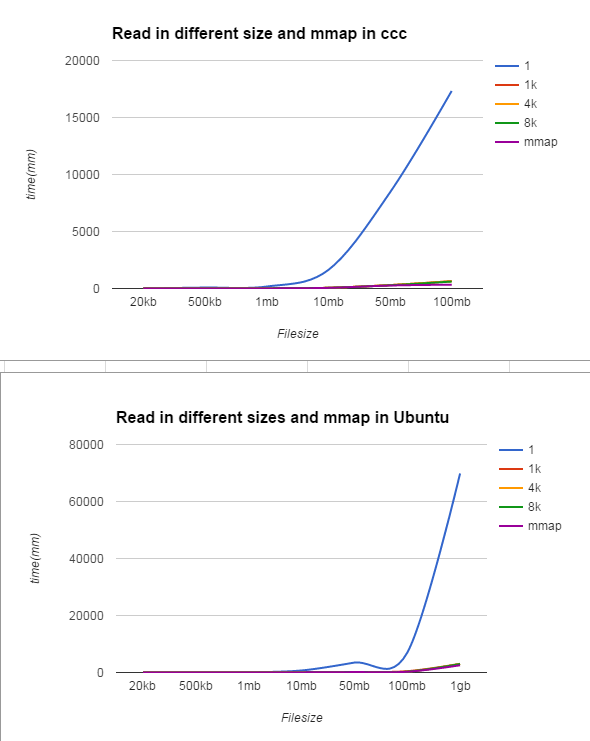 Read in different size and mmap in ccc
20000
15000
10000
5000
0
time(mm)
20kb 500kb 1mb 10mb 50mb 100mb
Filesize
1
1k
4k
8k
mmap
Read in different sizes and mmap in Ubuntu
80000
60000
40000
20000
0
time(mm)
20kb 500kb 1mb 10mb 50mb 100mb 1gb
Filesize
1
1k
4k
8k
mmap